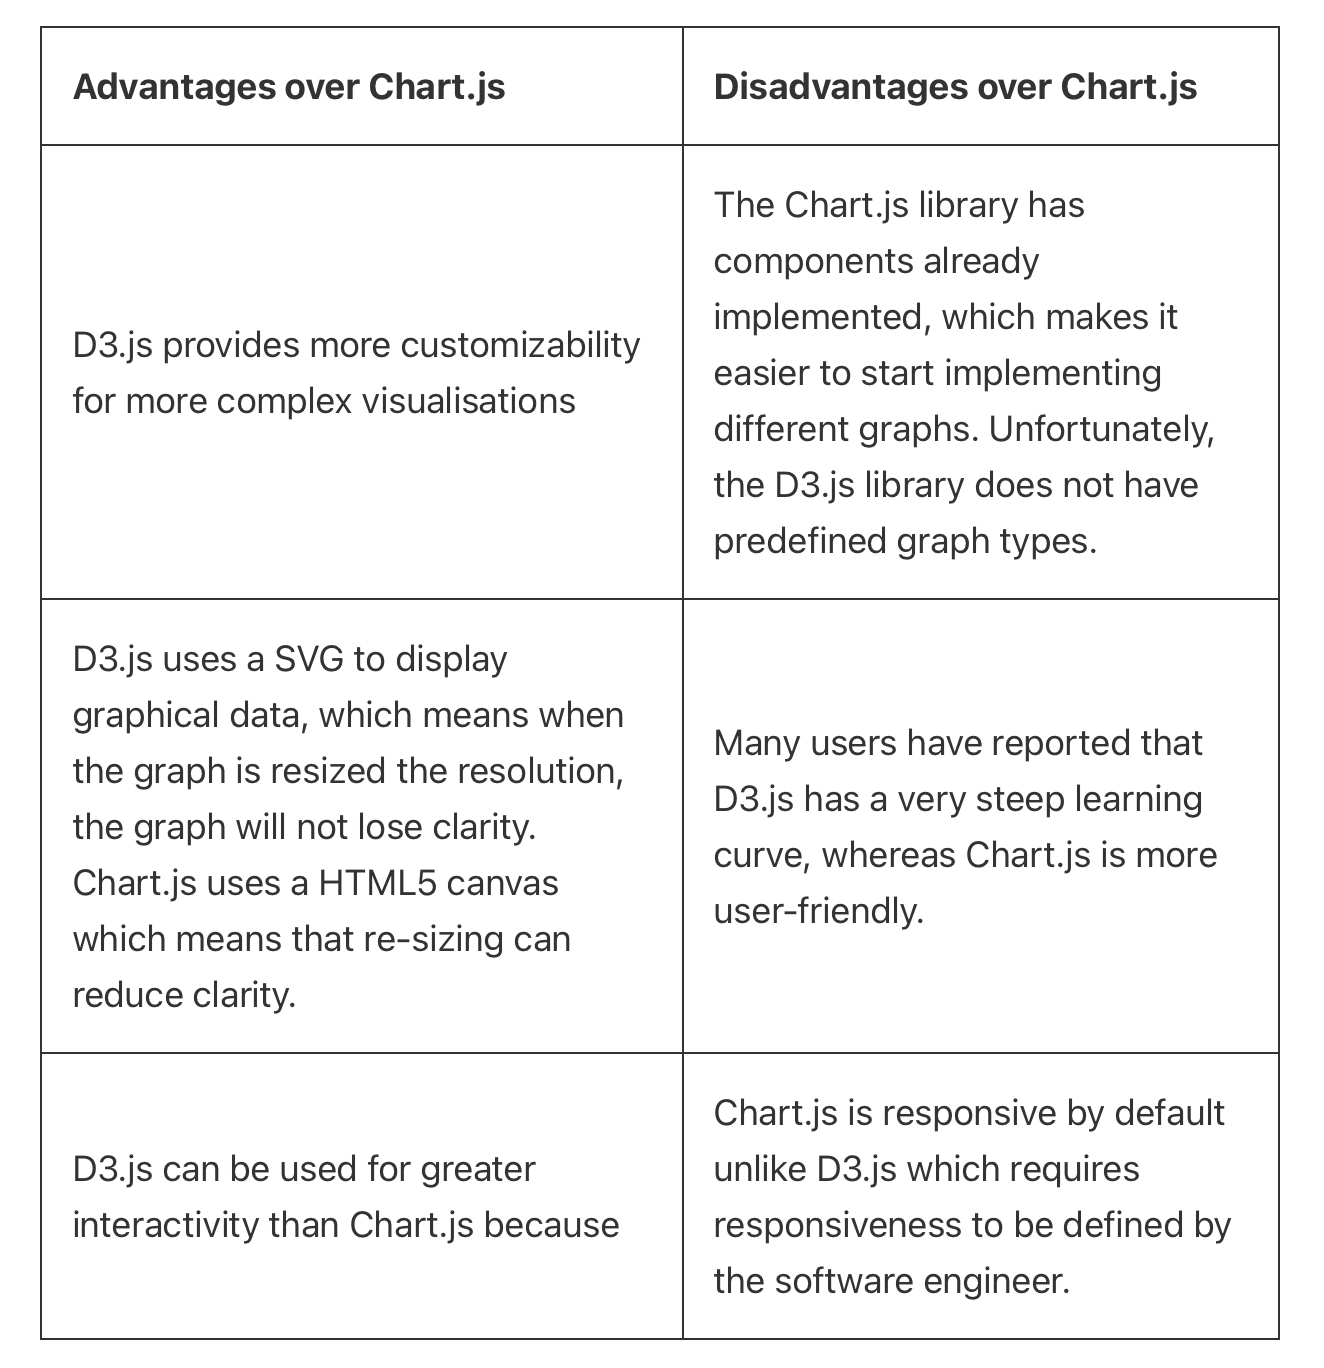 Advantages over Chart.js
Disadvantages over Chart.js
D3.js provides more customizability
for more complex visualisations
The Chart.js library has
components already
implemented, which makes it
easier to start implementing
different graphs. Unfortunately,
the D3.js library does not have
predefined graph types.
D3.js uses a SVG to display
graphical data, which means when
the graph is resized the resolution,
the graph will not lose clarity.
Chart.js uses a HTML5 canvas
which means that re-sizing can
reduce clarity.
Many users have reported that
D3.js has a very steep learning
curve, whereas Chart.js is more
user-friendly.
D3.js can be used for greater
interactivity than Chart.js because
Chart.js is responsive by default
unlike D3.js which requires
responsiveness to be defined by
the software engineer.